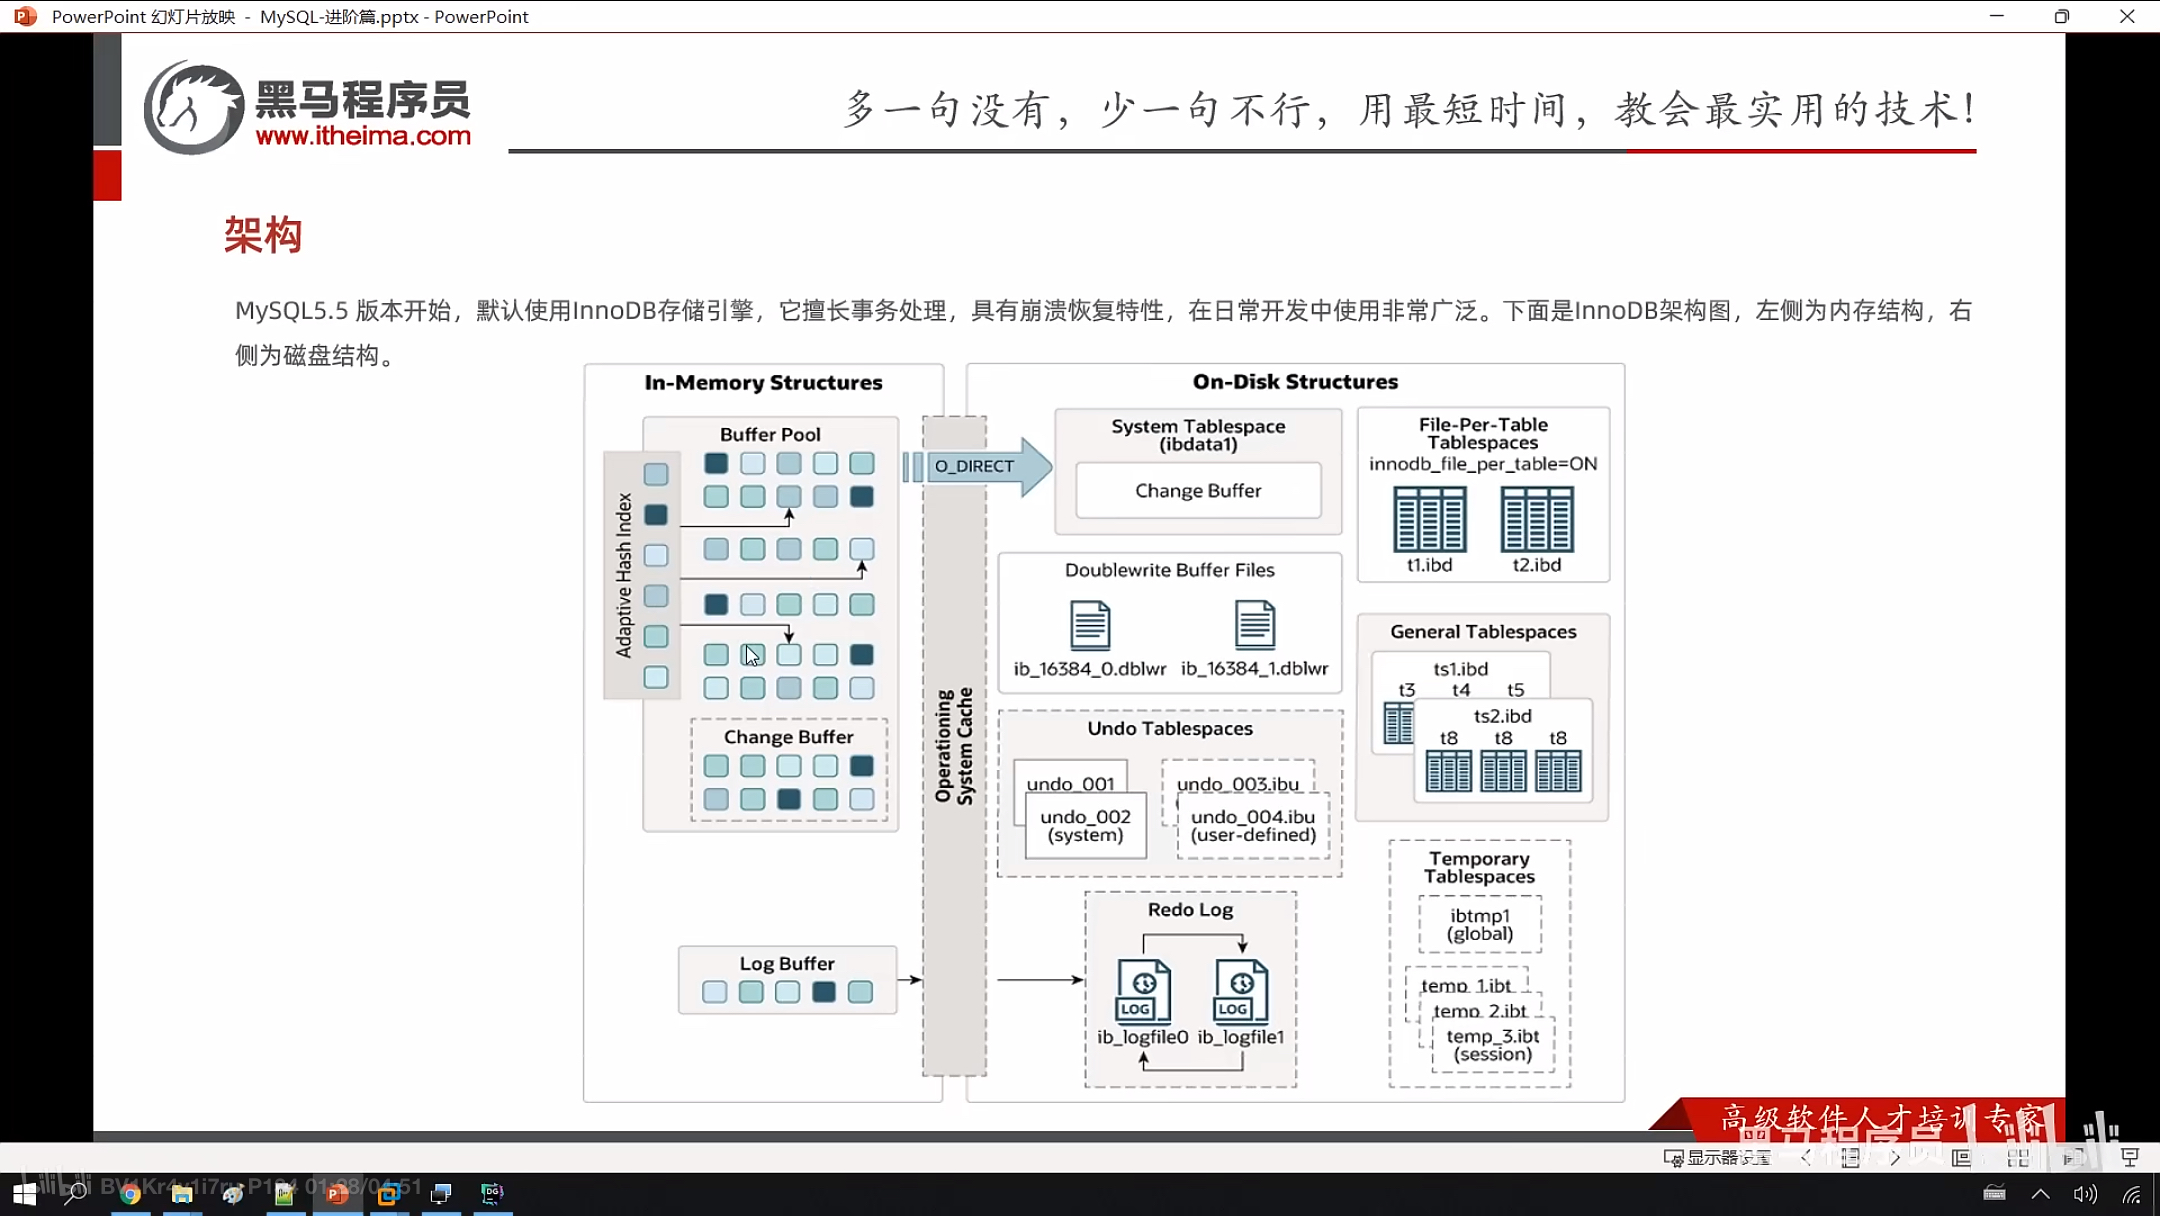 PowerPoint 幻灯片放映 - MySQL-进阶篇.pptx - PowerPoint
黑马程序员
www.itheima.com
多一句没有，少一句不行，用最短时间，教会最实用的技术！
架构
MySQL5.5 版本开始，默认使用InnoDB存储引擎，它擅长事务处理，具有崩溃恢复特性，在日常开发中使用非常广泛。下面是InnoDB架构图，左侧为内存结构，右
侧为磁盘结构。
In-Memory Structures
Buffer Pool
Adaptive Hash Index
Change Buffer
Log Buffer
Operationing
System Cache
O_DIRECT
On-Disk Structures
System Tablespace
(ibdata1)
Change Buffer
Doublewrite Buffer Files
ib_16384_0.dblwr ib_16384_1.dblwr
Undo Tablespaces
undo_001
undo_002
(system)
undo_003.ibu
undo_004.ibu
(user-defined)
Redo Log
LOG LOG
ib_logfile0 ib_logfile1
File-Per-Table
Tablespaces
innodb_file_per_table=ON
t1.ibd t2.ibd
General Tablespaces
ts1.ibd
t3 t4 t5
ts2.ibd
t8 t8 t8
Temporary
Tablespaces
ibtmp1
(global)
temp_1.ibt
temp_2.ibt
temp_3.ibt
(session)
高级软件人才培训专家
黑马程序员
显示器设置